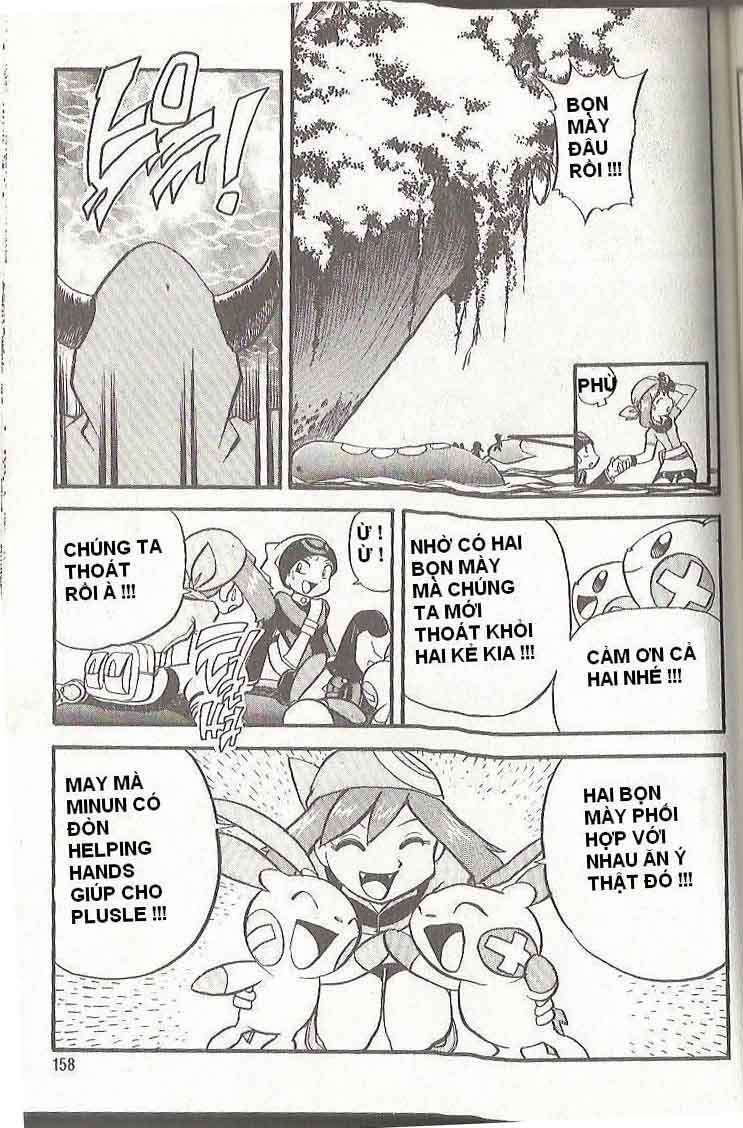 BỌN
MÀY
ĐÂU
RỒI !!!
PHÙ
NHỜ CÓ HAI
BỌN MÀY
MÀ CHÚNG
TA MỚI
THOÁT KHỎI
HAI KẺ KIA !!!
CẢM ƠN CẢ
HAI NHÉ !!!
CHÚNG TA
THOÁT
RỒI À !!!
Ừ !
Ừ !
HAI BỌN
MÀY PHỐI
HỢP VỚI
NHAU ĂN Ý
THẬT ĐÓ !!!
MAY MÀ
MINUN CÓ
ĐÒN
HELPING
HANDS
GIÚP CHO
PLUSLE !!!
158